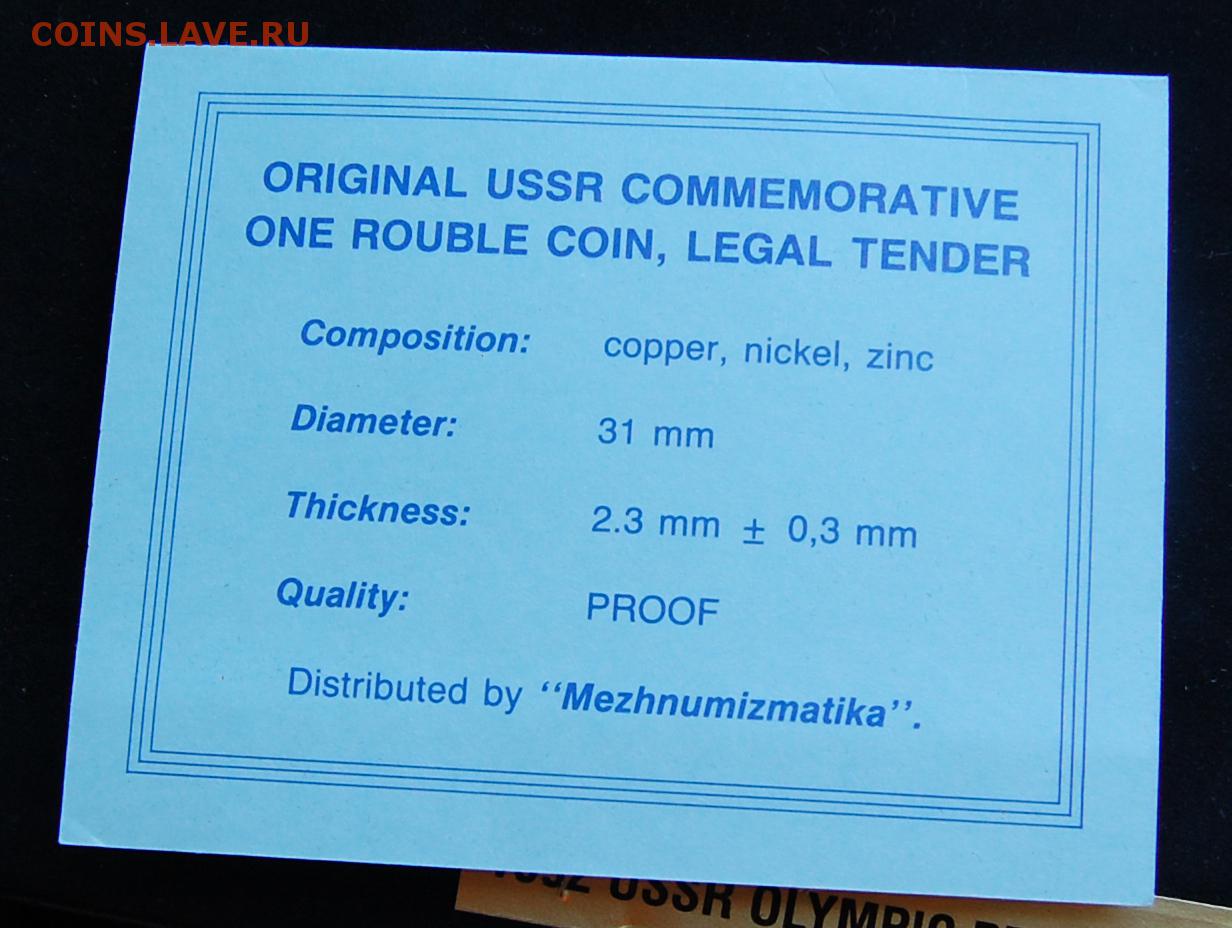 COINS.LAVE.RU
ORIGINAL USSR COMMEMORATIVE
ONE ROUBLE COIN, LEGAL TENDER
Composition: copper, nickel, zinc
Diameter: 31 mm
Thickness: 2.3 mm ± 0,3 mm
Quality: PROOF
Distributed by “Mezhnumizmatika”.
USSR OLYMPIC